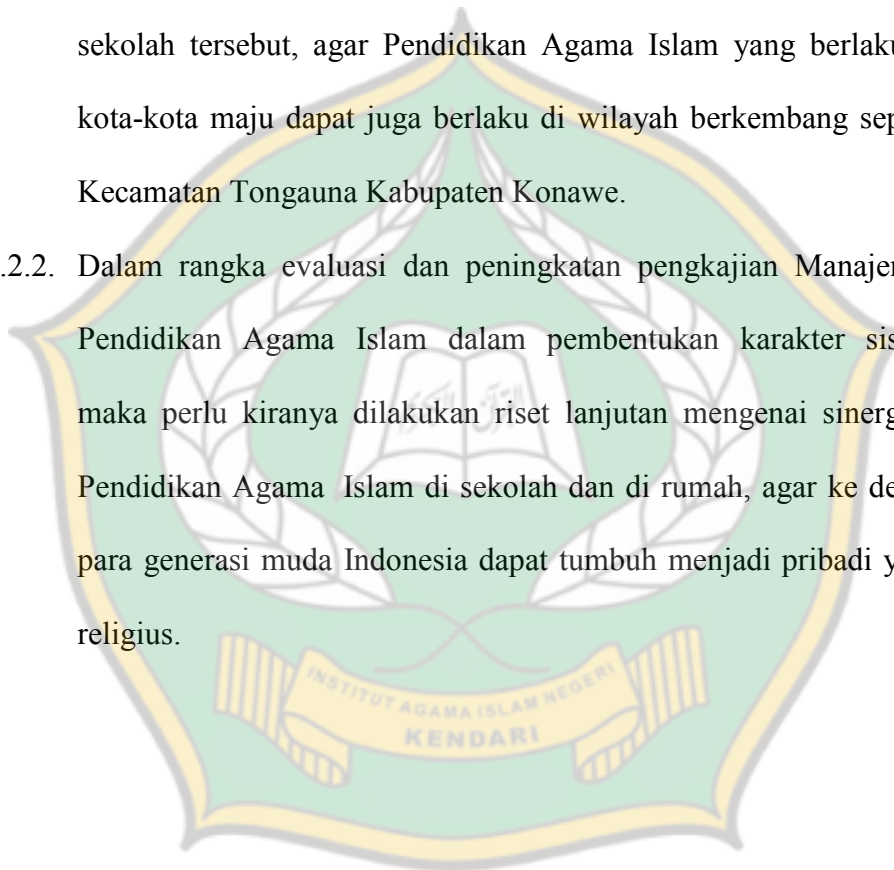 sekolah tersebut, agar Pendidikan Agama Islam yang berlaku
kota-kota maju dapat juga berlaku di wilayah berkembang sep
Kecamatan Tongauna Kabupaten Konawe.
.2.2. Dalam rangka evaluasi dan peningkatan pengkajian Manajer
Pendidikan Agama Islam dalam pembentukan karakter sis
maka perlu kiranya dilakukan riset lanjutan mengenai sinerg
Pendidikan Agama Islam di sekolah dan di rumah, agar ke de
para generasi muda Indonesia dapat tumbuh menjadi pribadi y
religius.
INSTITUT AGAMA ISLAM NEGERI
KENDARI